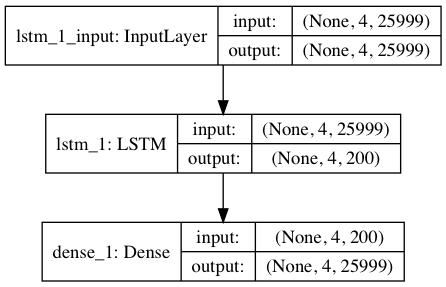 lstm_1_input: InputLayer
input: (None, 4, 25999)
output: (None, 4, 25999)
lstm_1: LSTM
input: (None, 4, 25999)
output: (None, 4, 200)
dense_1: Dense
input: (None, 4, 200)
output: (None, 4, 25999)